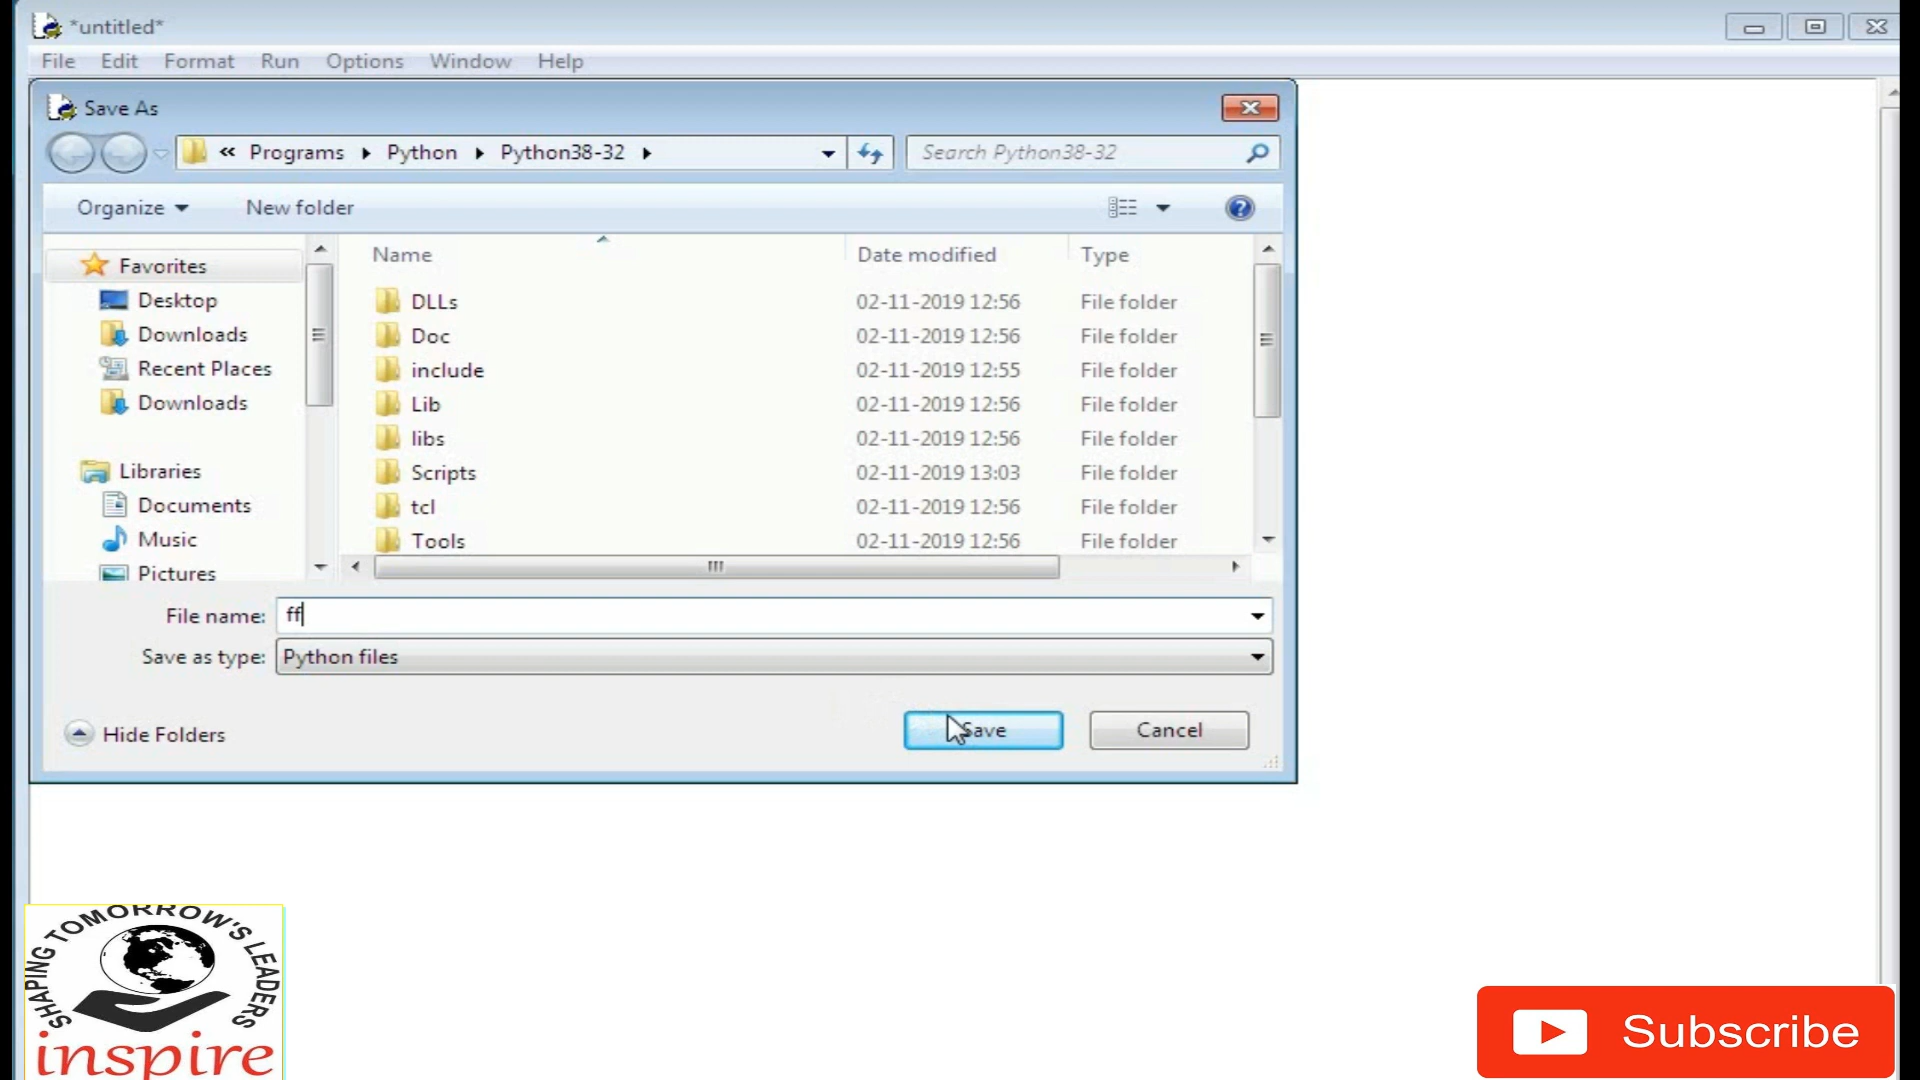 *untitled*
File Edit Format Run Options Window Help
Save As
« Programs Python Python38-32 Search Python38-32
Organize New folder
Name Date modified Type
Favorites
Desktop
Downloads
Recent Places
Downloads
Libraries
Documents
Music
Pictures
DLLs 02-11-2019 12:56 File folder
Doc 02-11-2019 12:56 File folder
include 02-11-2019 12:55 File folder
Lib 02-11-2019 12:56 File folder
libs 02-11-2019 12:56 File folder
Scripts 02-11-2019 13:03 File folder
tcl 02-11-2019 12:56 File folder
Tools 02-11-2019 12:56 File folder
File name: ff
Save as type: Python files
Hide Folders Save Cancel
SHAPING TOMORROW'S LEADERS
inspire
Subscribe